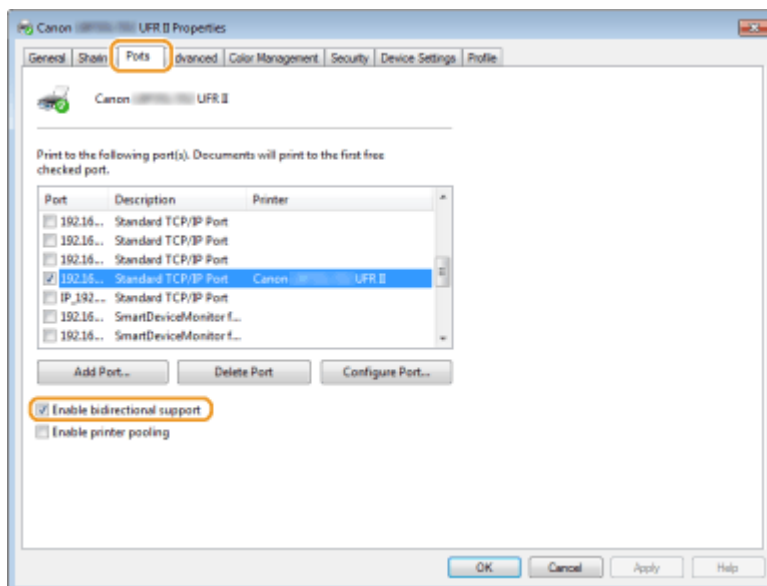 Canon UFR II Properties
General Sharin Ports dvanced Color Management Security Device Settings Profile
Canon UFR II
Print to the following port(s). Documents will print to the first free
checked port.
Port Description Printer
192.16... Standard TCP/IP Port
192.16... Standard TCP/IP Port
192.16... Standard TCP/IP Port
192.16... Standard TCP/IP Port Canon UFR II
IP_192.... Standard TCP/IP Port
192.16... SmartDeviceMonitor f...
192.16... SmartDeviceMonitor f...
Add Port... Delete Port Configure Port...
Enable bidirectional support
Enable printer pooling
OK Cancel Apply Help